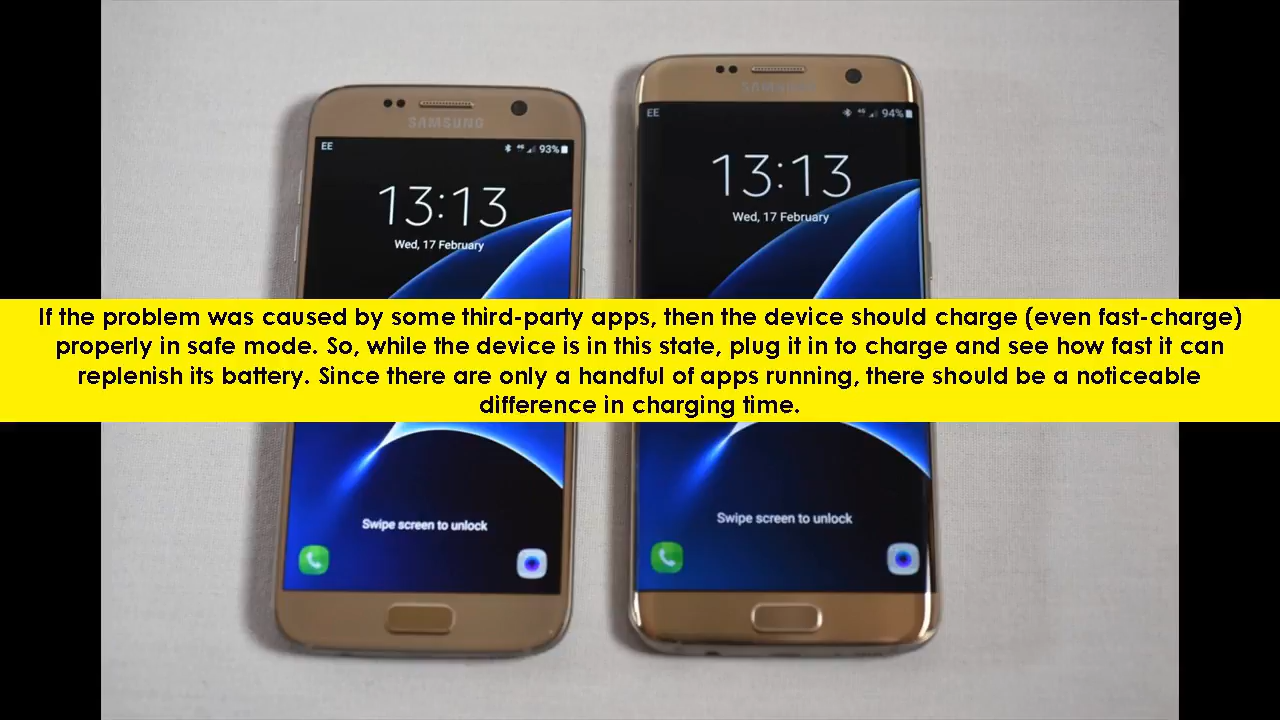 SAMSUNG
EE 94%
SAMSUNG
EE 93%
13:13
Wed, 17 February
13:13
Wed, 17 February
If the problem was caused by some third-party apps, then the device should charge (even fast-charge)
properly in safe mode. So, while the device is in this state, plug it in to charge and see how fast it can
replenish its battery. Since there are only a handful of apps running, there should be a noticeable
difference in charging time.
Swipe screen to unlock
Swipe screen to unlock